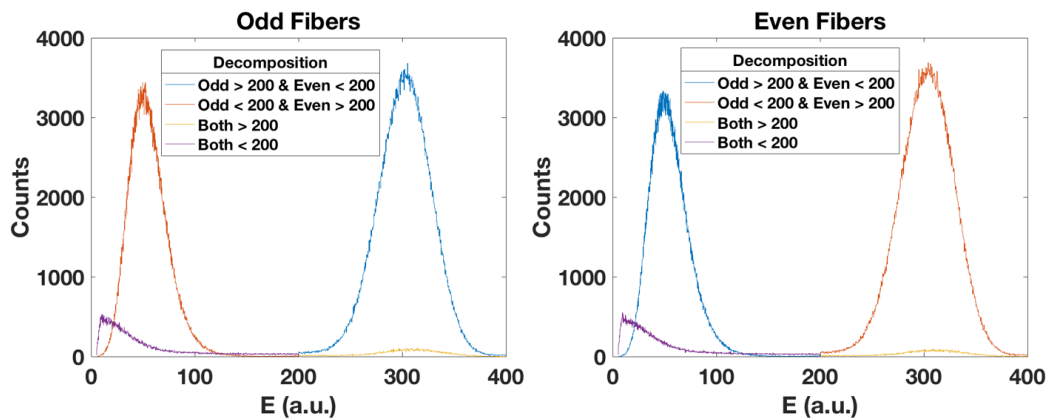 Odd Fibers
4000
3000
2000
1000
0
Counts
Decomposition
Odd > 200 & Even < 200
Odd < 200 & Even > 200
Both > 200
Both < 200
0 100 200 300 400
E (a.u.)
Even Fibers
4000
3000
2000
1000
0
Counts
Decomposition
Odd > 200 & Even < 200
Odd < 200 & Even > 200
Both > 200
Both < 200
0 100 200 300 400
E (a.u.)